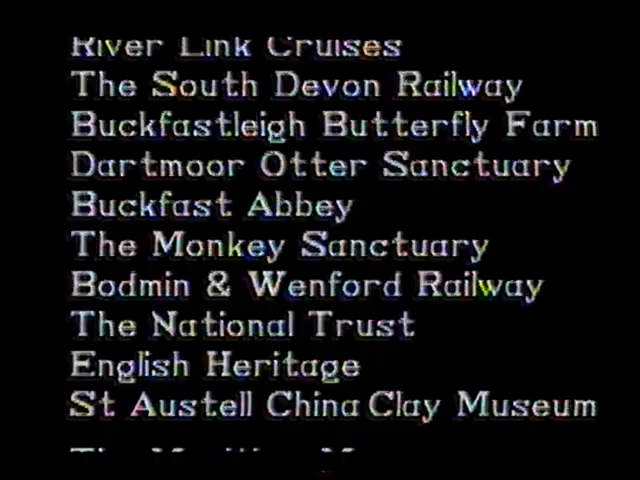 River Link Cruises
The South Devon Railway
Buckfastleigh Butterfly Farm
Dartmoor Otter Sanctuary
Buckfast Abbey
The Monkey Sanctuary
Bodmin & Wenford Railway
The National Trust
English Heritage
St Austell China Clay Museum